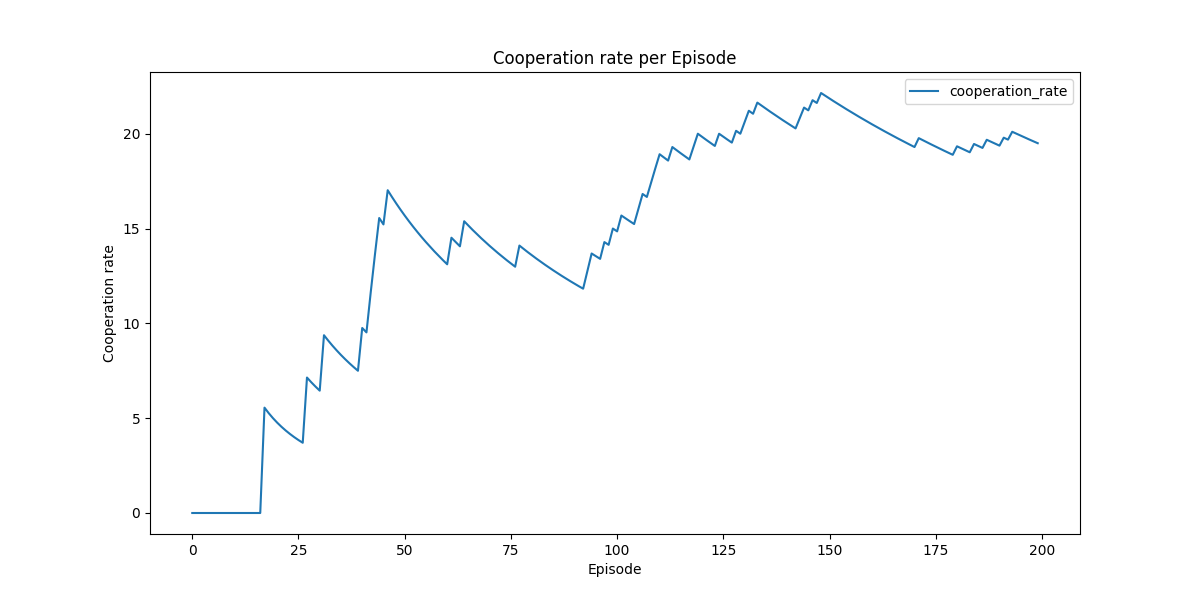 Cooperation rate per Episode
cooperation_rate
Cooperation rate
20
15
10
5
0
0 25 50 75 100 125 150 175 200
Episode